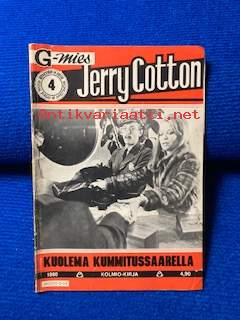 G-mies
4
Jerry Cotton
Antikvariaatti.net
KUOLEMA KUMMITUSSAARELLA
1980 KOLMIO-KIRJA 4,90